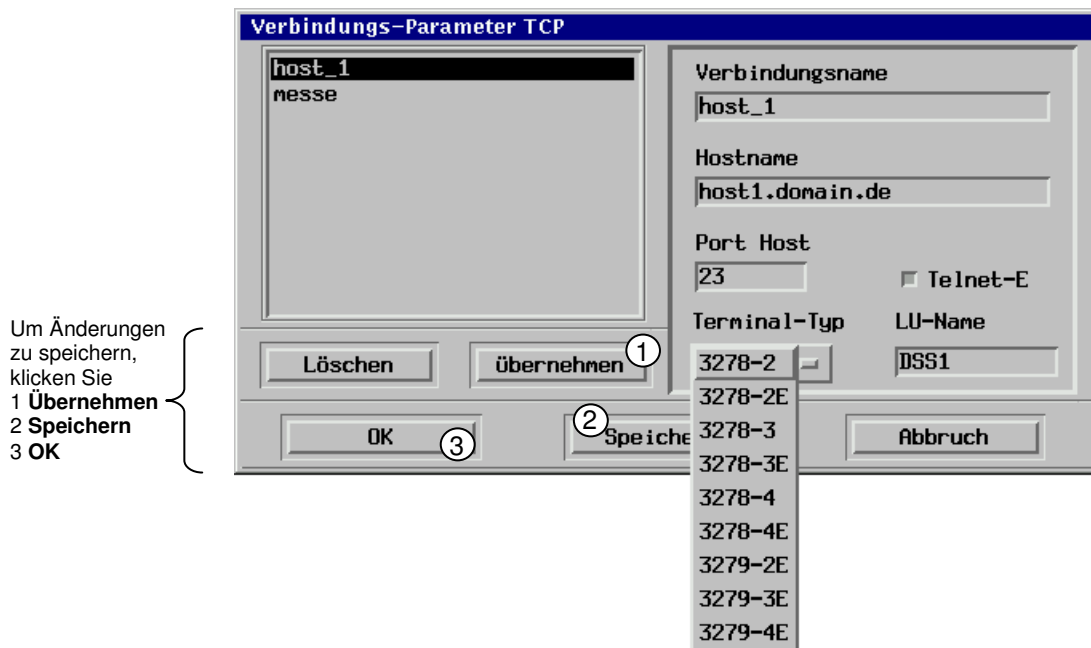 Verbindungs-Parameter TCP
host_1
messe
Verbindungsname
host_1
Hostname
host1.domain.de
Port Host
23
Telnet-E
Terminal-Typ
LU-Name
3278-2
DSS1
3278-2E
3278-3
3278-3E
3278-4
3278-4E
3279-2E
3279-3E
3279-4E
Löschen
übernehmen
1
OK
3
2
Speiche
Abbruch
Um Änderungen
zu speichern,
klicken Sie
1 Übernehmen
2 Speichern
3 OK